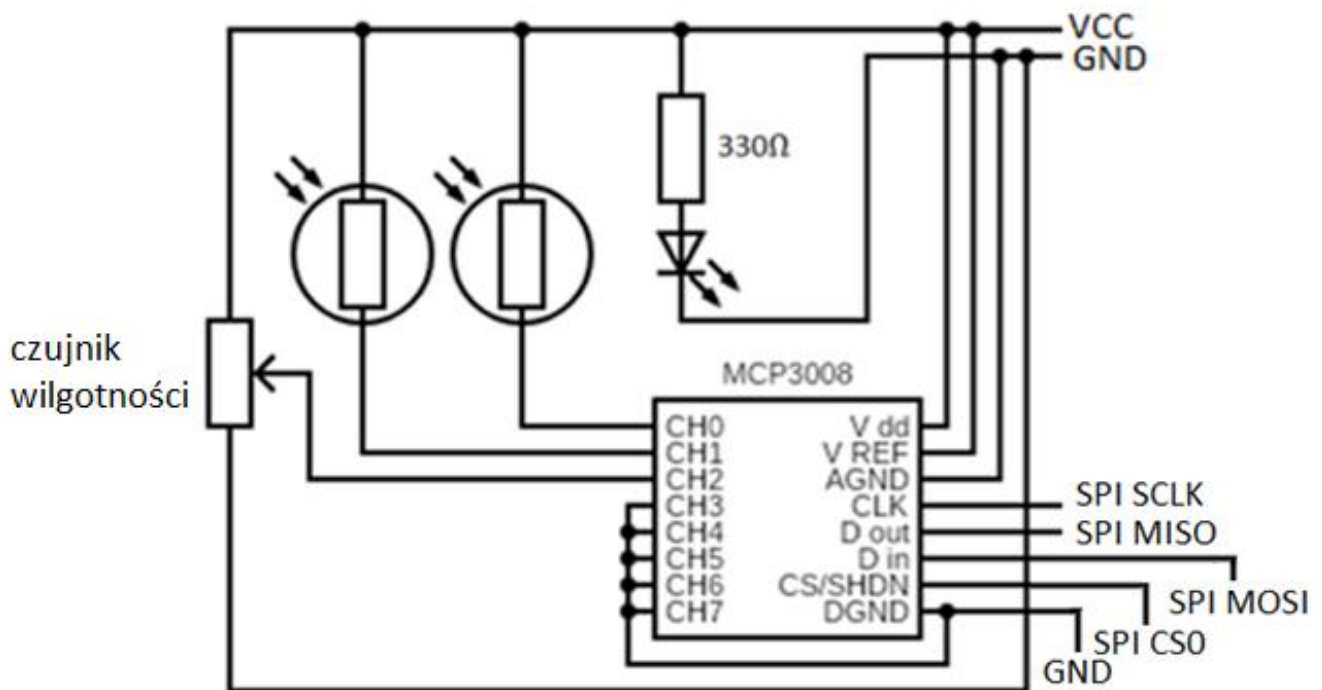 VCC
GND
330Ω
czujnik
wilgotności
MCP3008
CH0
CH1
CH2
CH3
CH4
CH5
CH6
CH7
V dd
V REF
AGND
CLK
D out
D in
CS/SHDN
DGND
SPI SCLK
SPI MISO
SPI MOSI
SPI CS0
GND